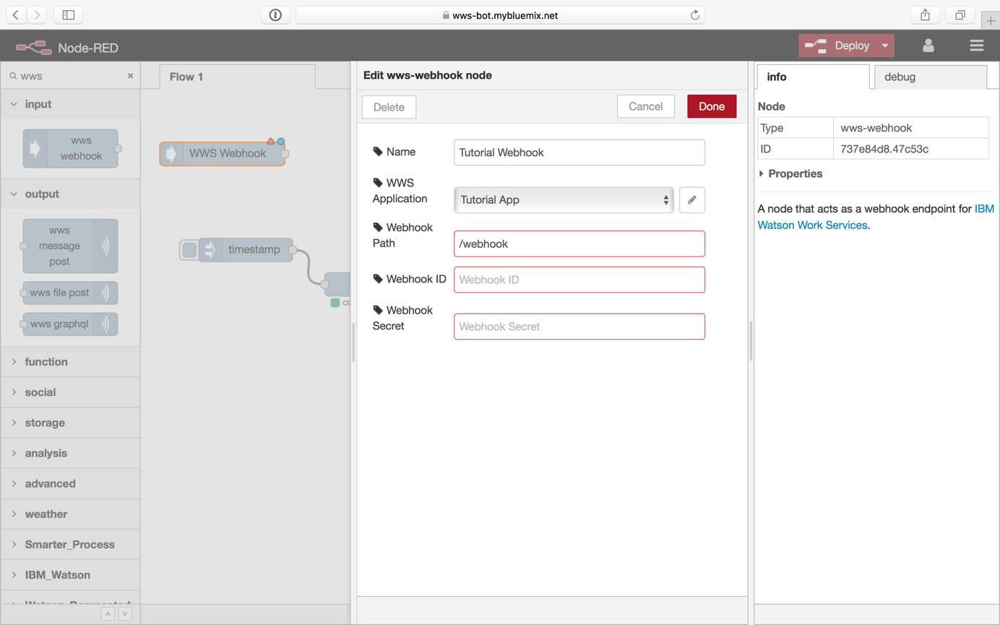 wws-bot.mybluemix.net
Node-RED
Deploy
wws
input
wws
webhook
output
wws
message
post
wws file post
wws graphql
function
social
storage
analysis
advanced
weather
Smarter_Process
IBM_Watson
Flow 1
WWS Webhook
timestamp
Edit wws-webhook node
Delete
Cancel
Done
Name
Tutorial Webhook
WWS
Application
Tutorial App
Webhook
Path
/webhook
Webhook ID
Webhook ID
Webhook
Secret
Webhook Secret
info
debug
Node
Type wws-webhook
ID 737e84d8.47c53c
Properties
A node that acts as a webhook endpoint for IBM
Watson Work Services.